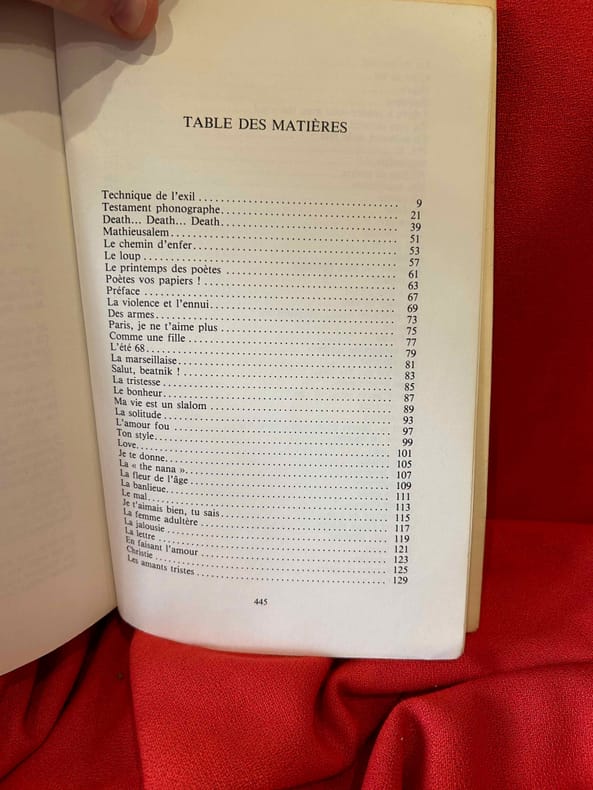 TABLE DES MATIÈRES
Technique de l'exil ........ 9
Testament phonographe ........ 21
Death... Death... Death ........ 39
Mathieusalem ........ 51
Le chemin d'enfer ........ 53
Le loup ........ 57
Le printemps des poètes ........ 61
Poètes vos papiers ! ........ 63
Préface ........ 67
La violence et l'ennui ........ 69
Des armes ........ 73
Paris, je ne t'aime plus ........ 75
Comme une fille ........ 77
L'été 68 ........ 79
La marseillaise ........ 81
Salut, beatnik ! ........ 83
La tristesse ........ 85
Le bonheur ........ 87
Ma vie est un slalom ........ 89
La solitude ........ 93
L'amour fou ........ 97
Ton style ........ 99
Love ........ 101
Je te donne ........ 105
La « the nana » ........ 107
La fleur de l'âge ........ 109
La banlieue ........ 111
Le mal ........ 113
Je t'aimais bien, tu sais ........ 115
La femme adultère ........ 117
La jalousie ........ 119
La lettre ........ 121
En faisant l'amour ........ 123
Christie ........ 125
Les amants tristes ........ 129
445